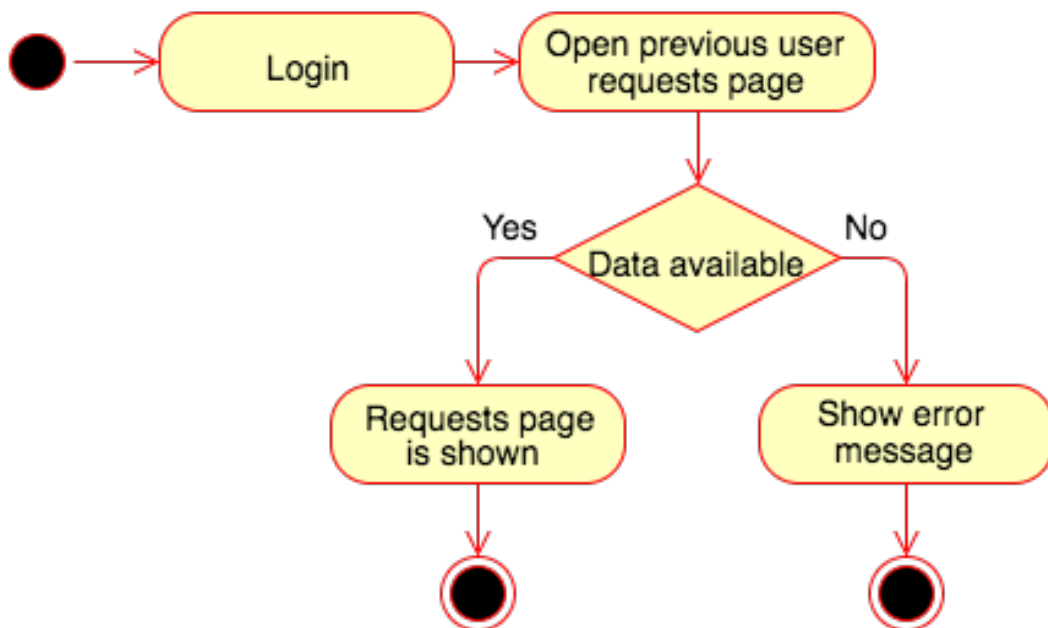 Login
Open previous user
requests page
Yes
No
Data available
Requests page
is shown
Show error
message